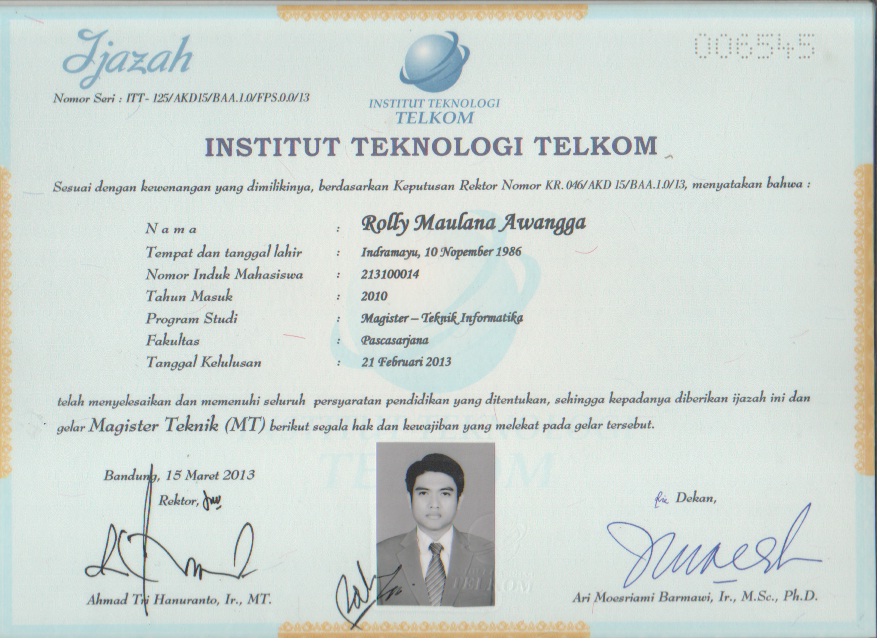 Ijazah
006545
Nomor Seri : ITT- 125/AKD15/BAA.1.0/FPS.0.0/13
INSTITUT TEKNOLOGI
TELKOM
INSTITUT TEKNOLOGI TELKOM
Sesuai dengan kewenangan yang dimilikinya, berdasarkan Keputusan Rektor Nomor KR. 046/AKD 15/BAA.1.0/13, menyatakan bahwa :
Nama : Rolly Maulana Awangga
Tempat dan tanggal lahir : Indramayu, 10 Nopember 1986
Nomor Induk Mahasiswa : 213100014
Tahun Masuk : 2010
Program Studi : Magister – Teknik Informatika
Fakultas : Pascasarjana
Tanggal Kelulusan : 21 Februari 2013
telah menyelesaikan dan memenuhi seluruh persyaratan pendidikan yang ditentukan, sehingga kepadanya diberikan ijazah ini dan
gelar Magister Teknik (MT) berikut segala hak dan kewajiban yang melekat pada gelar tersebut.
TELKOM
Bandung, 15 Maret 2013
Rektor,
Dekan,
TELKOM
Ahmad Tri Hanuranto, Ir., MT.
Ari Moesriami Barmawi, Ir., M.Sc., Ph.D.